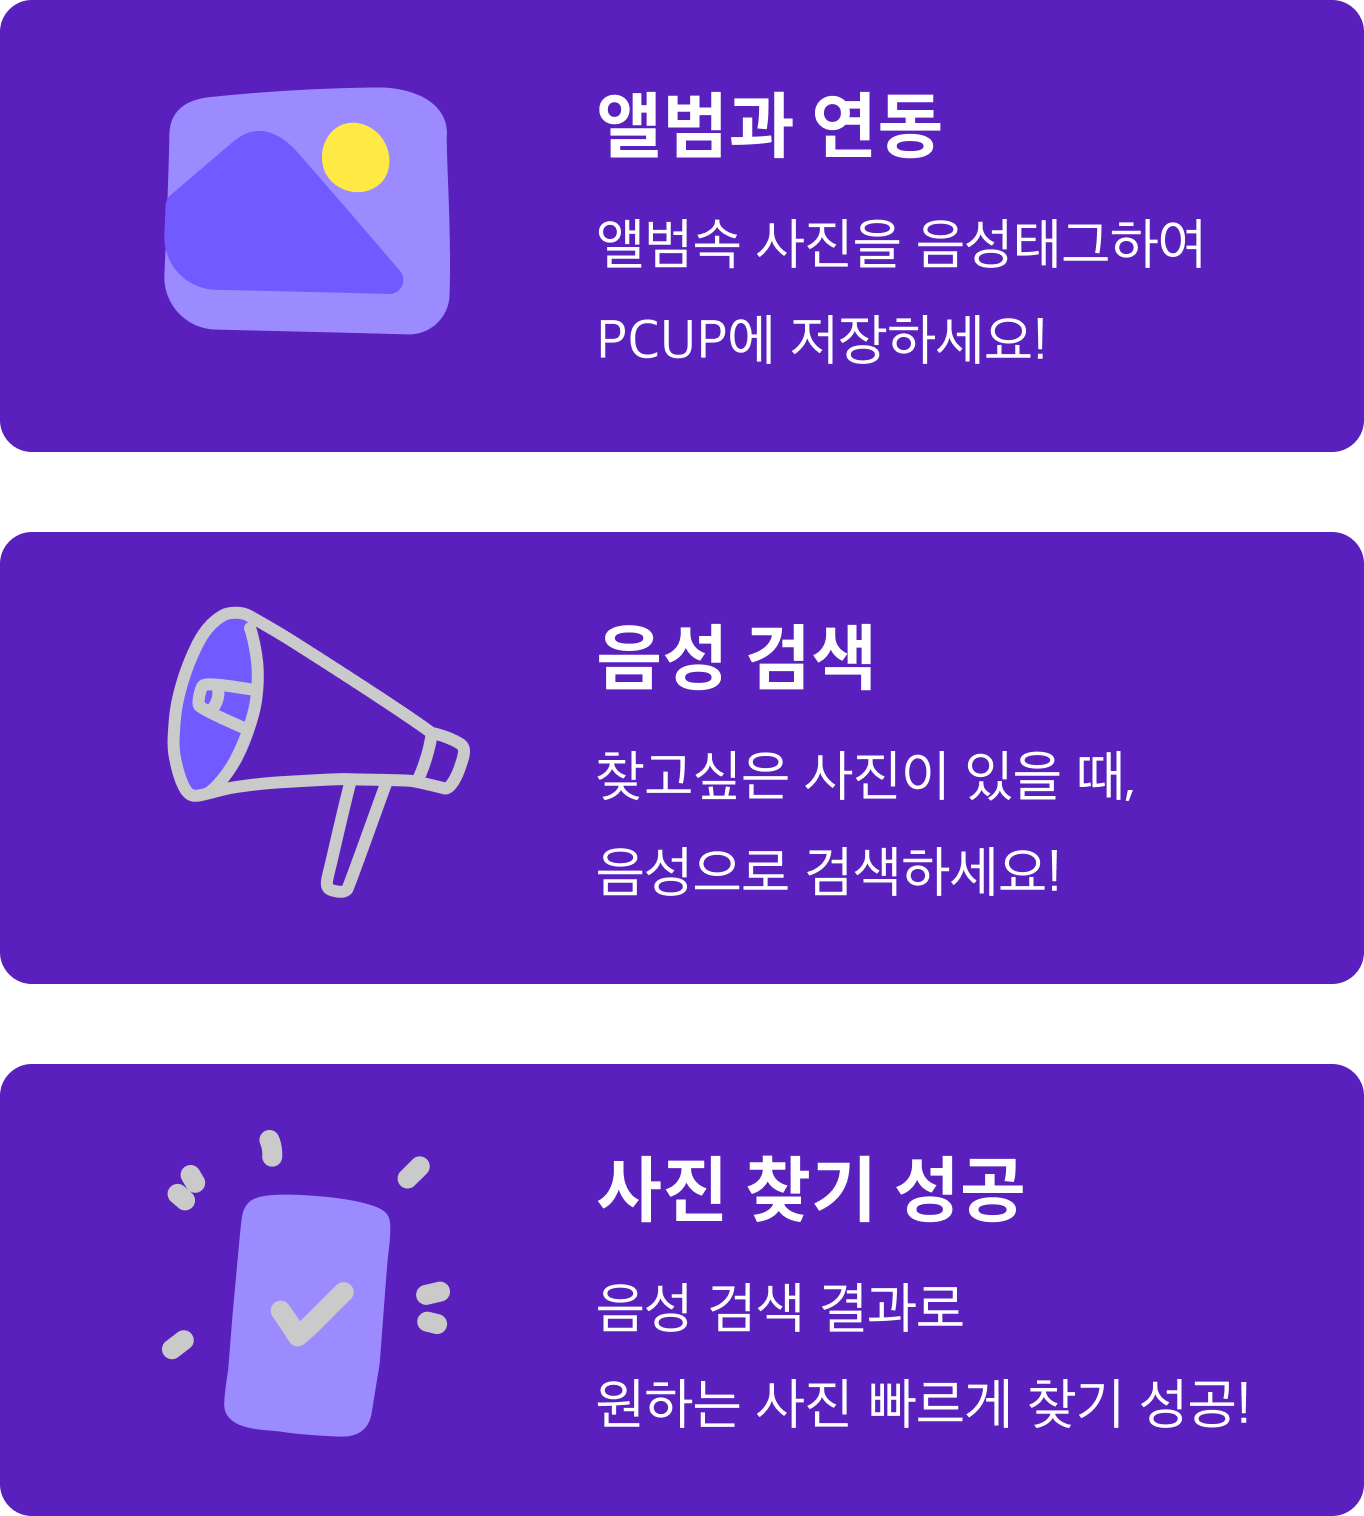 앨범과 연동
앨범속 사진을 음성태그하여
PCUP에 저장하세요!
음성 검색
찾고싶은 사진이 있을 때,
음성으로 검색하세요!
사진 찾기 성공
음성 검색 결과로
원하는 사진 빠르게 찾기 성공!